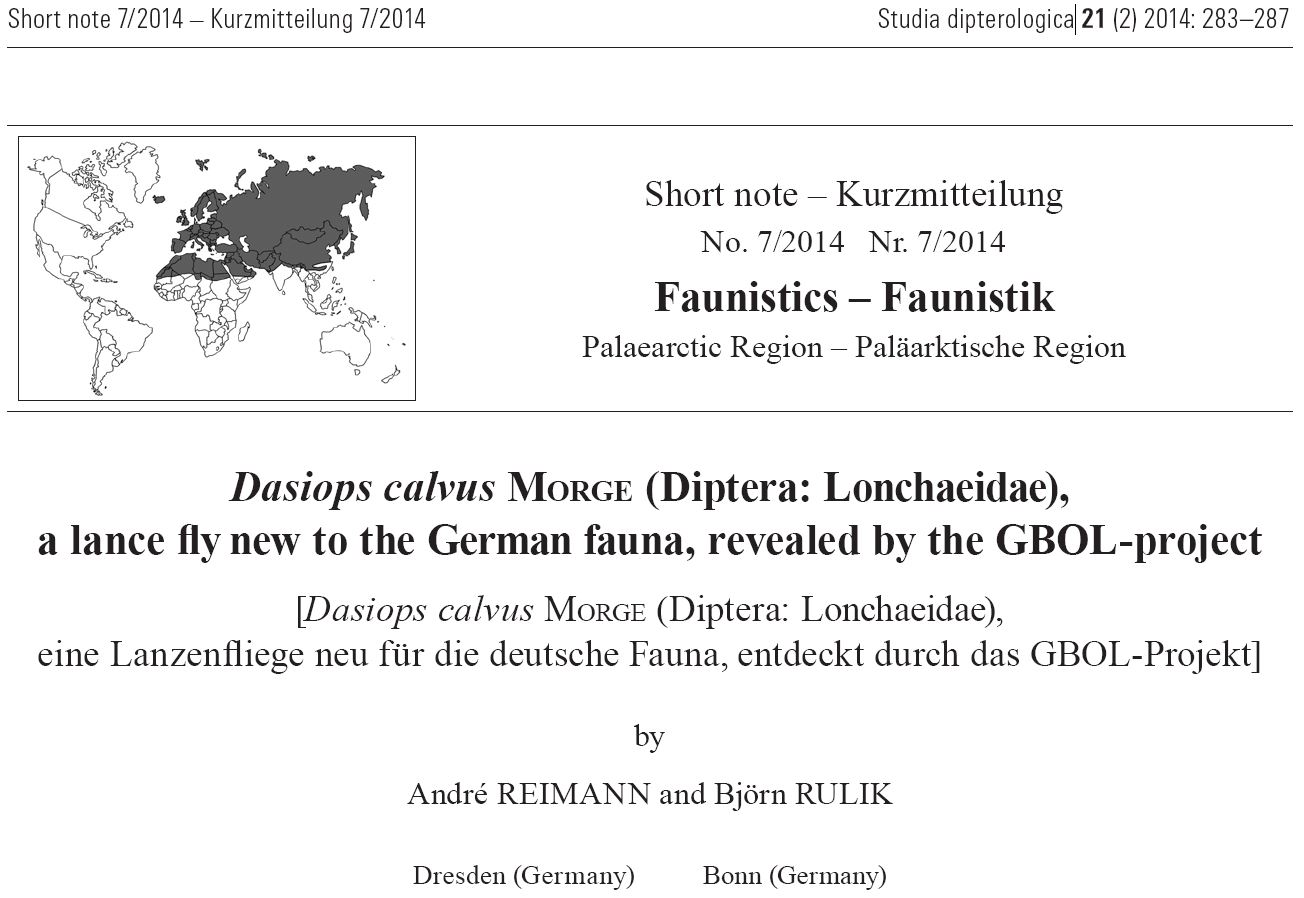 Short note 7/2014 – Kurzmitteilung 7/2014
Studia dipterologica 21 (2) 2014: 283–287
Short note – Kurzmitteilung
No. 7/2014 Nr. 7/2014
Faunistics – Faunistik
Palaearctic Region – Paläarktische Region
Dasiops calvus MORGE (Diptera: Lonchaeidae),
a lance fly new to the German fauna, revealed by the GBOL-project
[Dasiops calvus MORGE (Diptera: Lonchaeidae),
eine Lanzenfliege neu für die deutsche Fauna, entdeckt durch das GBOL-Projekt]
by
André REIMANN and Björn RULIK
Dresden (Germany) Bonn (Germany)